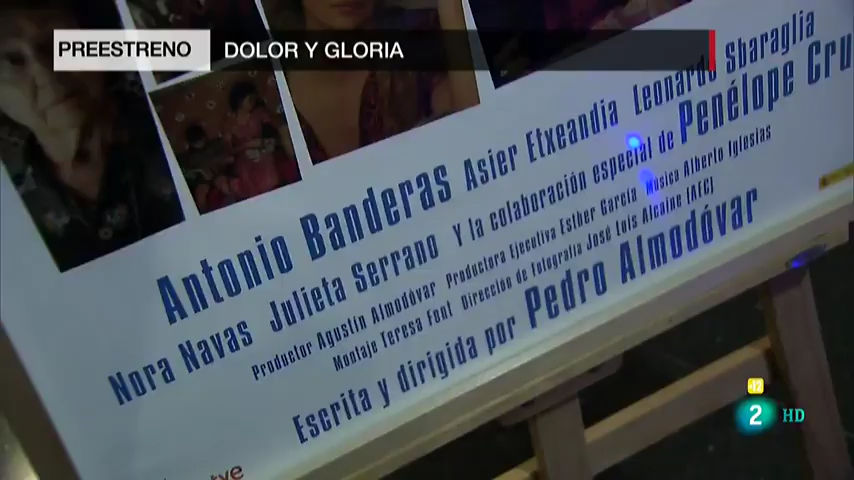 PREESTRENO DOLOR Y GLORIA
Antonio Banderas Asier Etxeandia Leonardo Sbaraglia
Nora Navas Julieta Serrano Y la colaboración especial de Penélope Cru
Productor Agustín Almodóvar Productora Ejecutiva Esther García Música Alberto Iglesias
Montaje Teresa Font Dirección de Fotografía José Luis Alcaine (AEC)
Escrita y dirigida por Pedro Almodóvar
tve
+12
2 HD